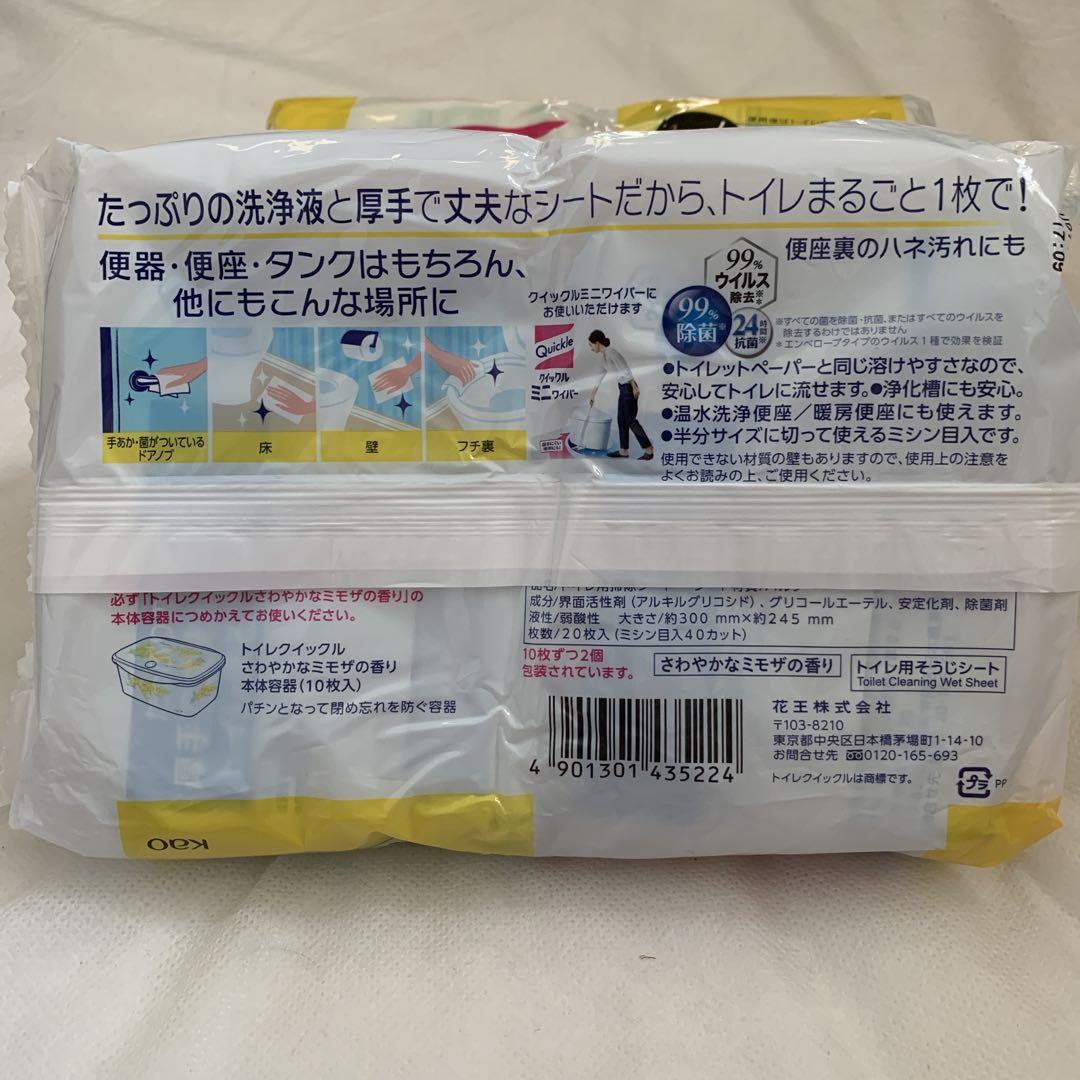 たっぷりの洗浄液と厚手で丈夫なシートだから、トイレまるごと1枚で!
便器・便座・タンクはもちろん、
他にもこんな場所に
手あか・菌がついている
ドアノブ
床
壁
フチ裏
クイックルミニワイパーに
お使いいただけます
Quickle
クイックル
ミニワイパー
便座裏のハネ汚れにも
99%
ウイルス
除去※*
99%
除菌※
24時間※
抗菌
※すべての菌を除菌・抗菌、またはすべてのウイルスを
除去するわけではありません
*エンベロープタイプのウイルス1種で効果を検証
●トイレットペーパーと同じ溶けやすさなので、
安心してトイレに流せます。●浄化槽にも安心。
●温水洗浄便座/暖房便座にも使えます。
●半分サイズに切って使えるミシン目入です。
使用できない材質の壁もありますので、使用上の注意を
よくお読みの上、ご使用ください。
必ず「トイレクイックルさわやかなミモザの香り」の
本体容器につめかえてお使いください。
トイレクイックル
さわやかなミモザの香り
本体容器(10枚入)
パチンとなって閉め忘れを防ぐ容器
成分/界面活性剤(アルキルグリコシド)、グリコールエーテル、安定化剤、除菌剤
液性/弱酸性 大きさ/約300 mm×約245 mm
枚数/20枚入(ミシン目入40カット)
10枚ずつ2個
包装されています。
さわやかなミモザの香り
トイレ用そうじシート
Toilet Cleaning Wet Sheet
花王株式会社
〒103-8210
東京都中央区日本橋茅場町1-14-10
お問合せ先 0120-165-693
トイレクイックルは商標です。
4 901301 435224
プラ
PP
Kao